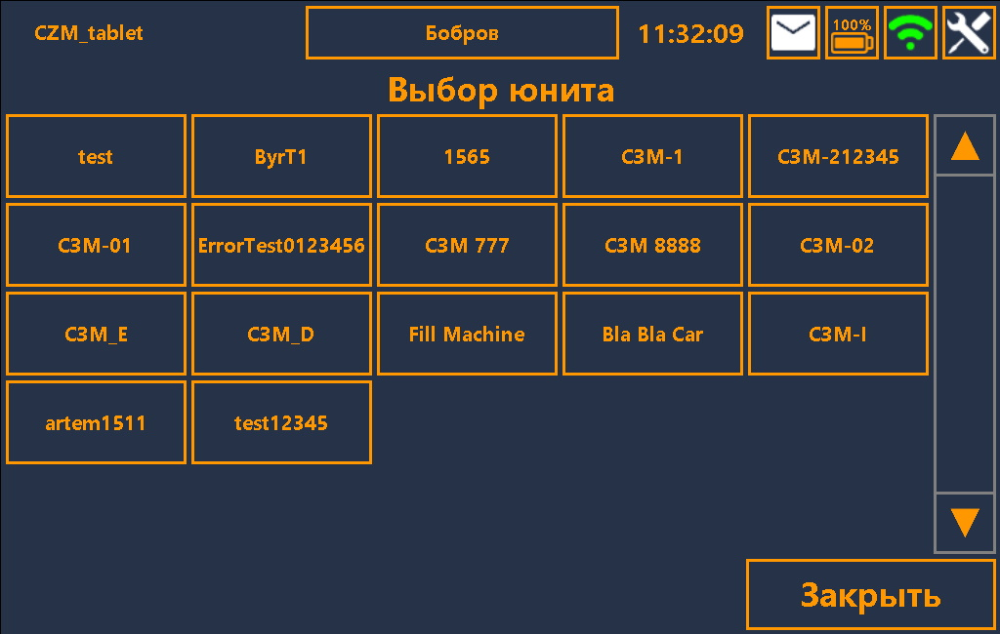 CZM_tablet
Бобров
11:32:09
100%
Выбор юнита
test
ByrT1
1565
СЗМ-1
СЗМ-212345
СЗМ-01
ErrorTest0123456
СЗМ 777
СЗМ 8888
СЗМ-02
СЗМ_E
СЗМ_D
Fill Machine
Bla Bla Car
СЗМ-I
artem1511
test12345
Закрыть